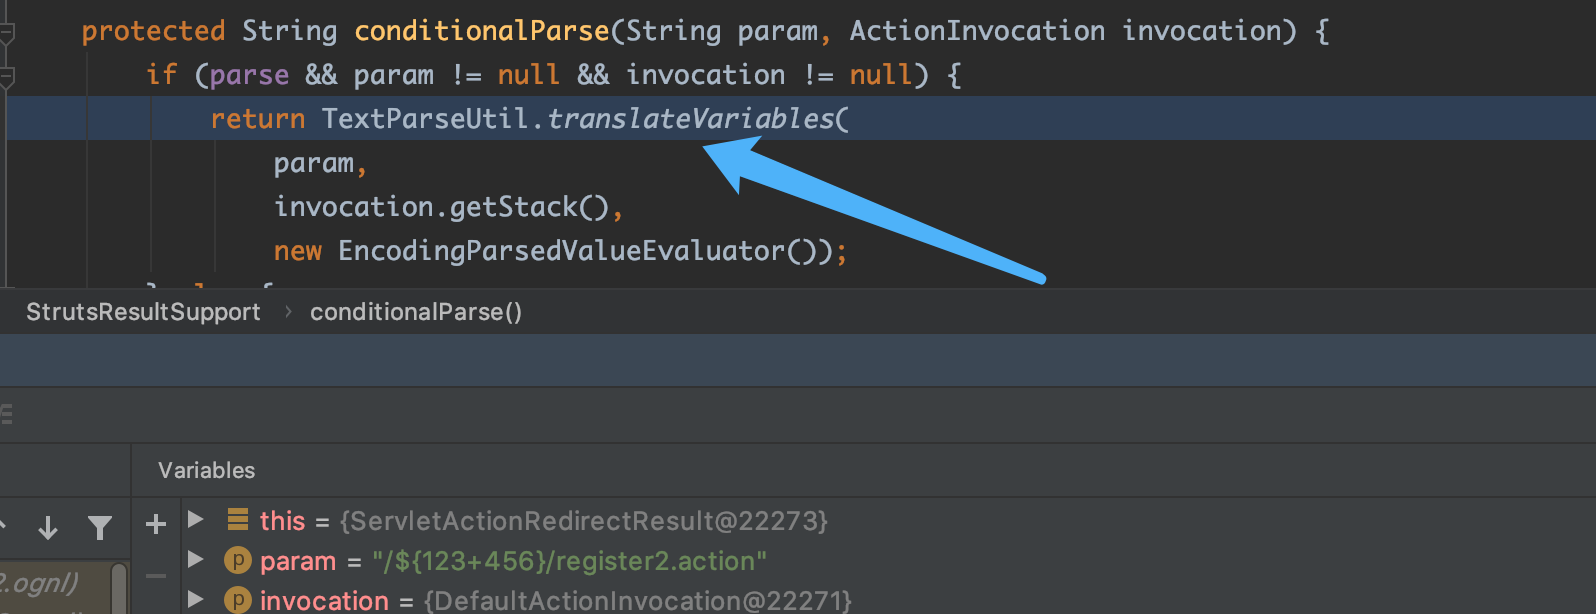 protected String conditionalParse(String param, ActionInvocation invocation) {
if (parse && param != null && invocation != null) {
return TextParseUtil.translateVariables(
param,
invocation.getStack(),
new EncodingParsedValueEvaluator());
StrutsResultSupport › conditionalParse()
Variables
this = {ServletActionRedirectResult@22273}
param = "/${123+456}/register2.action"
2.ognl)
invocation = {DefaultActionInvocation@22271}